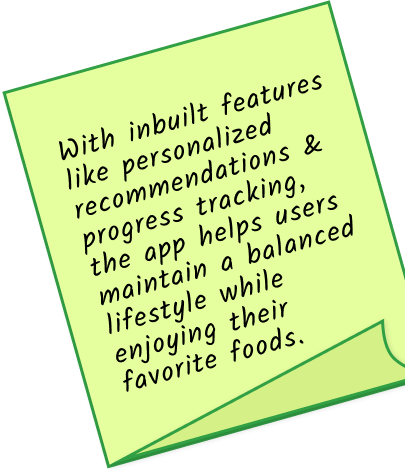 With inbuilt features
like personalized
recommendations &
progress tracking,
the app helps users
maintain a balanced
lifestyle while
enjoying their
favorite foods.